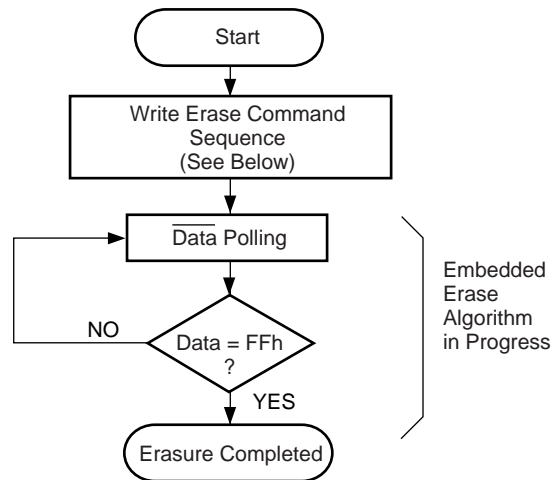 Start
Write Erase Command
Sequence
(See Below)
Data Polling
Embedded
Erase
Algorithm
in Progress
NO
Data = FFh
?
YES
Erasure Completed